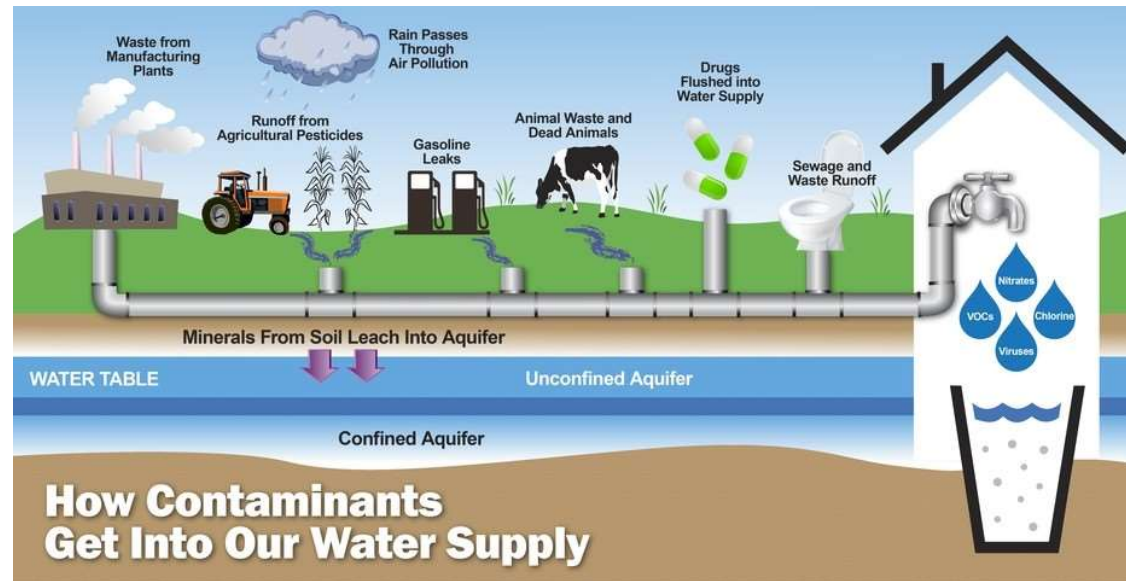 Waste from
Manufacturing
Plants
Rain Passes
Through
Air Pollution
Runoff from
Agricultural Pesticides
Gasoline
Leaks
Animal Waste and
Dead Animals
Drugs
Flushed into
Water Supply
Sewage and
Waste Runoff
Nitrates
VOCs
Chlorine
Viruses
Minerals From Soil Leach Into Aquifer
WATER TABLE
Unconfined Aquifer
Confined Aquifer
How Contaminants
Get Into Our Water Supply